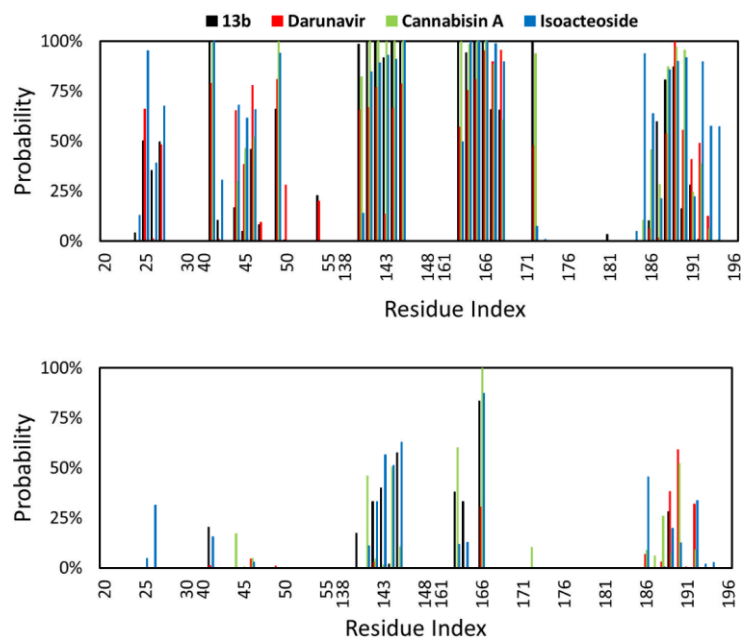 13b Darunavir Cannabisin A Isoacteoside
Probability
100%
75%
50%
25%
0%
20 25 30 40 45 50 55 138 143 148 161 166 171 176 181 186 191 196
Residue Index
Probability
100%
75%
50%
25%
0%
20 25 30 40 45 50 55 138 143 148 161 166 171 176 181 186 191 196
Residue Index